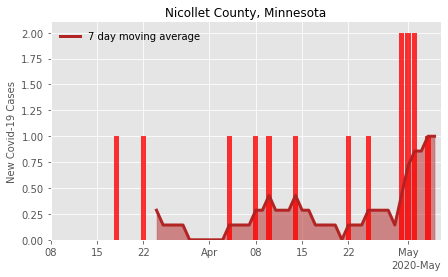 Nicollet County, Minnesota
7 day moving average
New Covid-19 Cases
2.00
1.75
1.50
1.25
1.00
0.75
0.50
0.25
0.00
08 15 22 Apr 08 15 22 May
2020-May